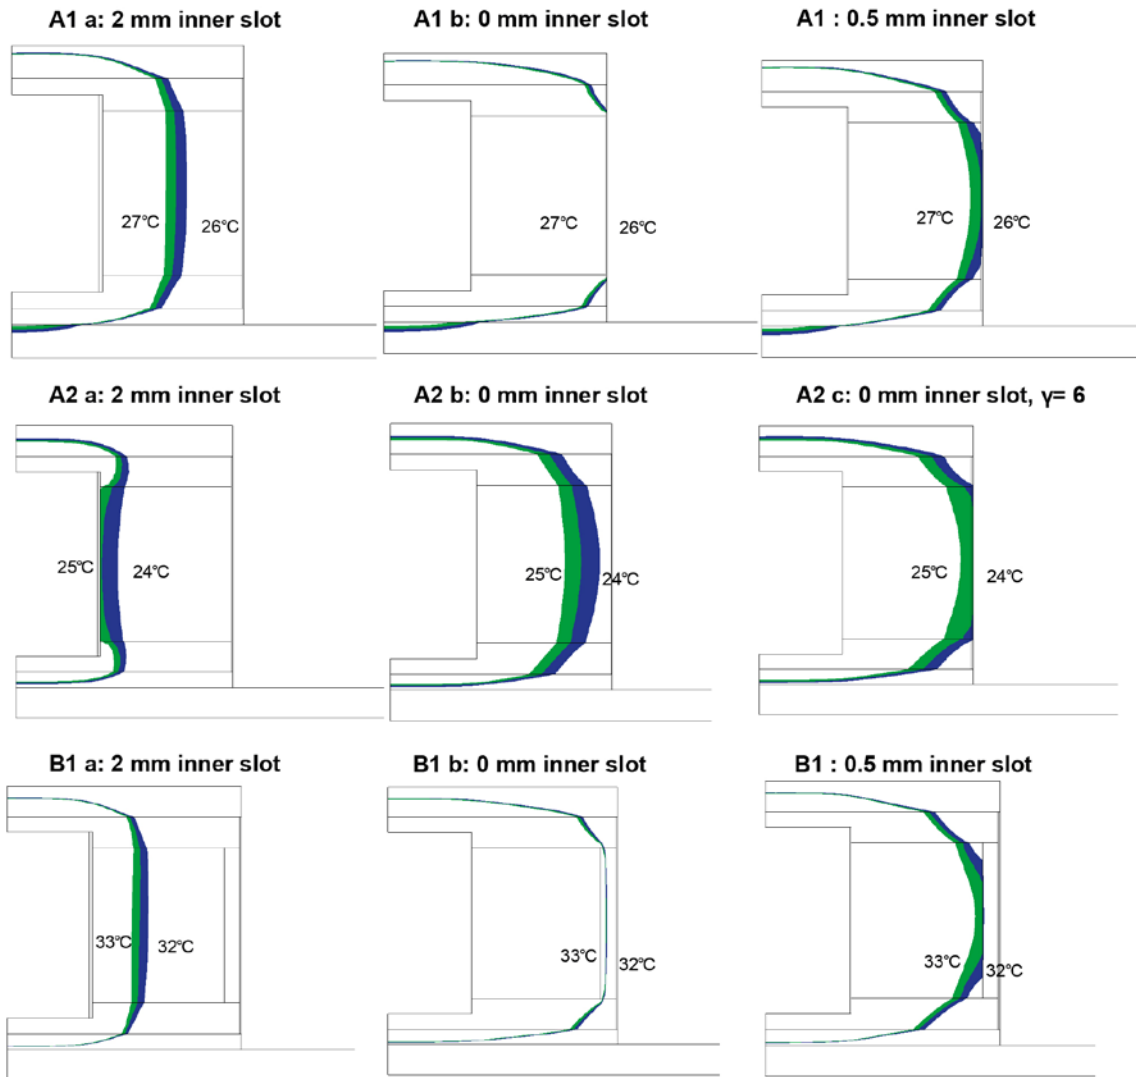 A1 a: 2 mm inner slot
A1 b: 0 mm inner slot
A1 : 0.5 mm inner slot
27°C
26°C
27°C
26°C
27°C
26°C
A2 a: 2 mm inner slot
A2 b: 0 mm inner slot
A2 c: 0 mm inner slot, γ= 6
25°C
24°C
25°C
24°C
25°C
24°C
B1 a: 2 mm inner slot
B1 b: 0 mm inner slot
B1 : 0.5 mm inner slot
33°C
32°C
33°C
32°C
33°C
32°C